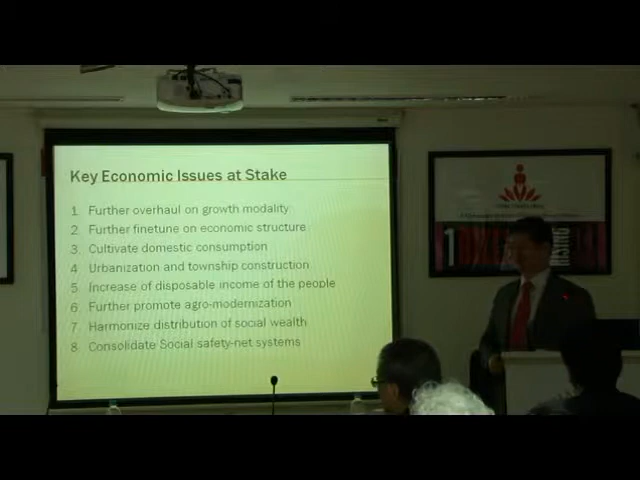 Key Economic Issues at Stake
1. Further overhaul on growth modality
2. Further finetune on economic structure
3. Cultivate domestic consumption
4. Urbanization and township construction
5. Increase of disposable income of the people
6. Further promote agro-modernization
7. Harmonize distribution of social wealth
8. Consolidate Social safety-net systems
1
RISING